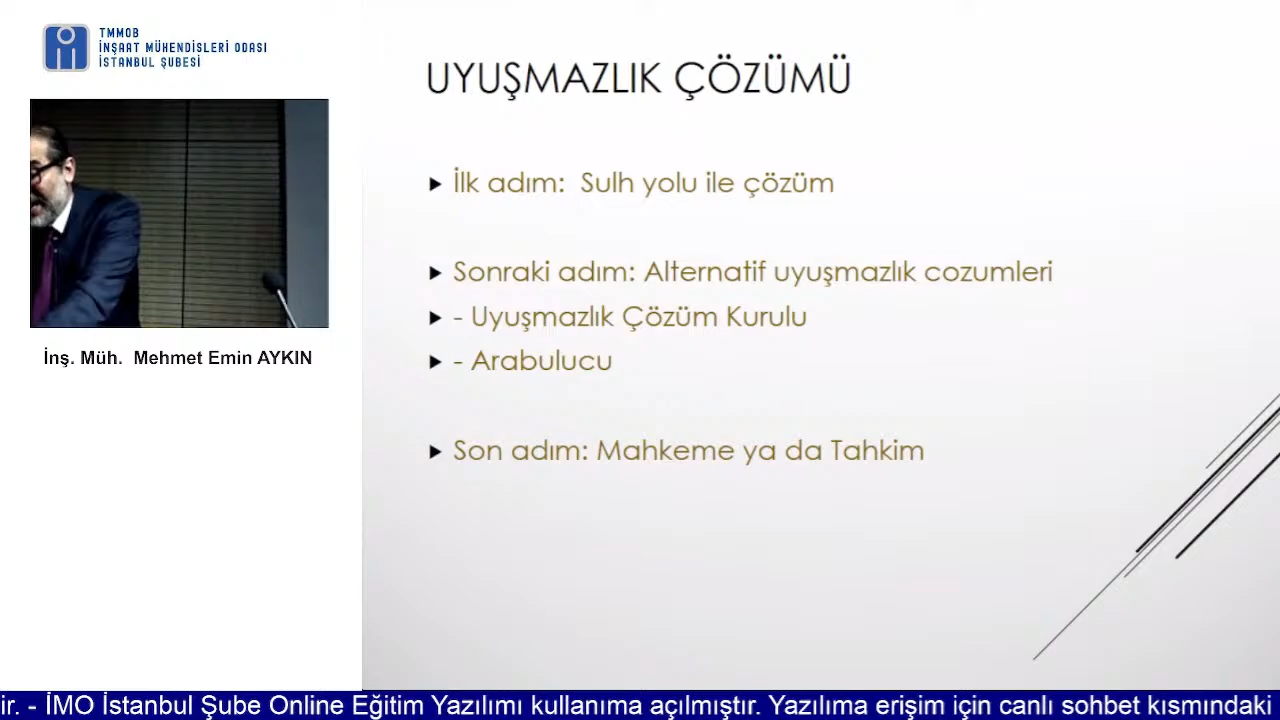 TMMOB
İNŞAAT MÜHENDİSLERİ ODASI
İSTANBUL ŞUBESİ
İnş. Müh. Mehmet Emin AYKIN
UYUŞMAZLIK ÇÖZÜMÜ
İlk adım: Sulh yolu ile çözüm
Sonraki adım: Alternatif uyuşmazlık cozumleri
- Uyuşmazlık Çözüm Kurulu
- Arabulucu
Son adım: Mahkeme ya da Tahkim
ir. - İMO İstanbul Şube Online Eğitim Yazılımı kullanıma açılmıştır. Yazılıma erişim için canlı sohbet kısmındaki